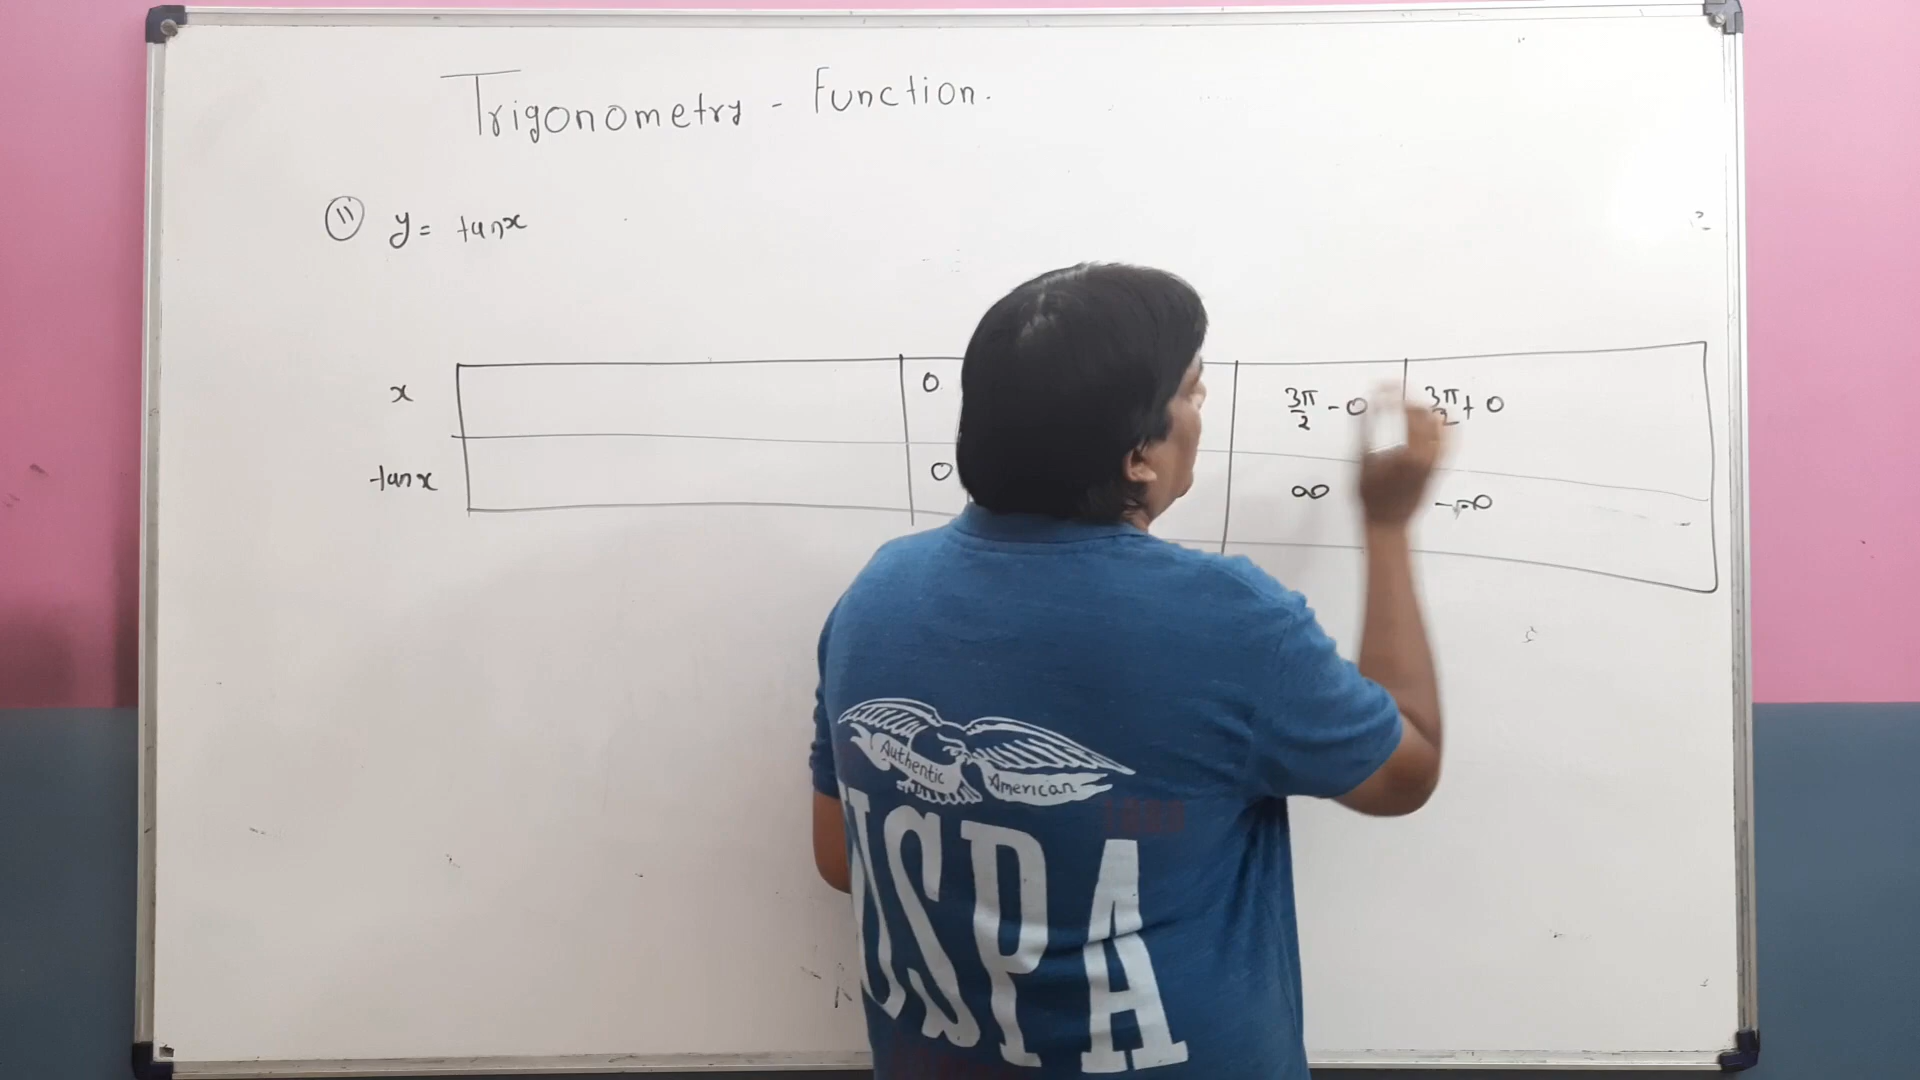 Trigonometry - Function.
11 y = tanx
x 0 3π/2 - 0 3π/2 + 0
tanx 0 ∞ -∞
Authentic American
USPA